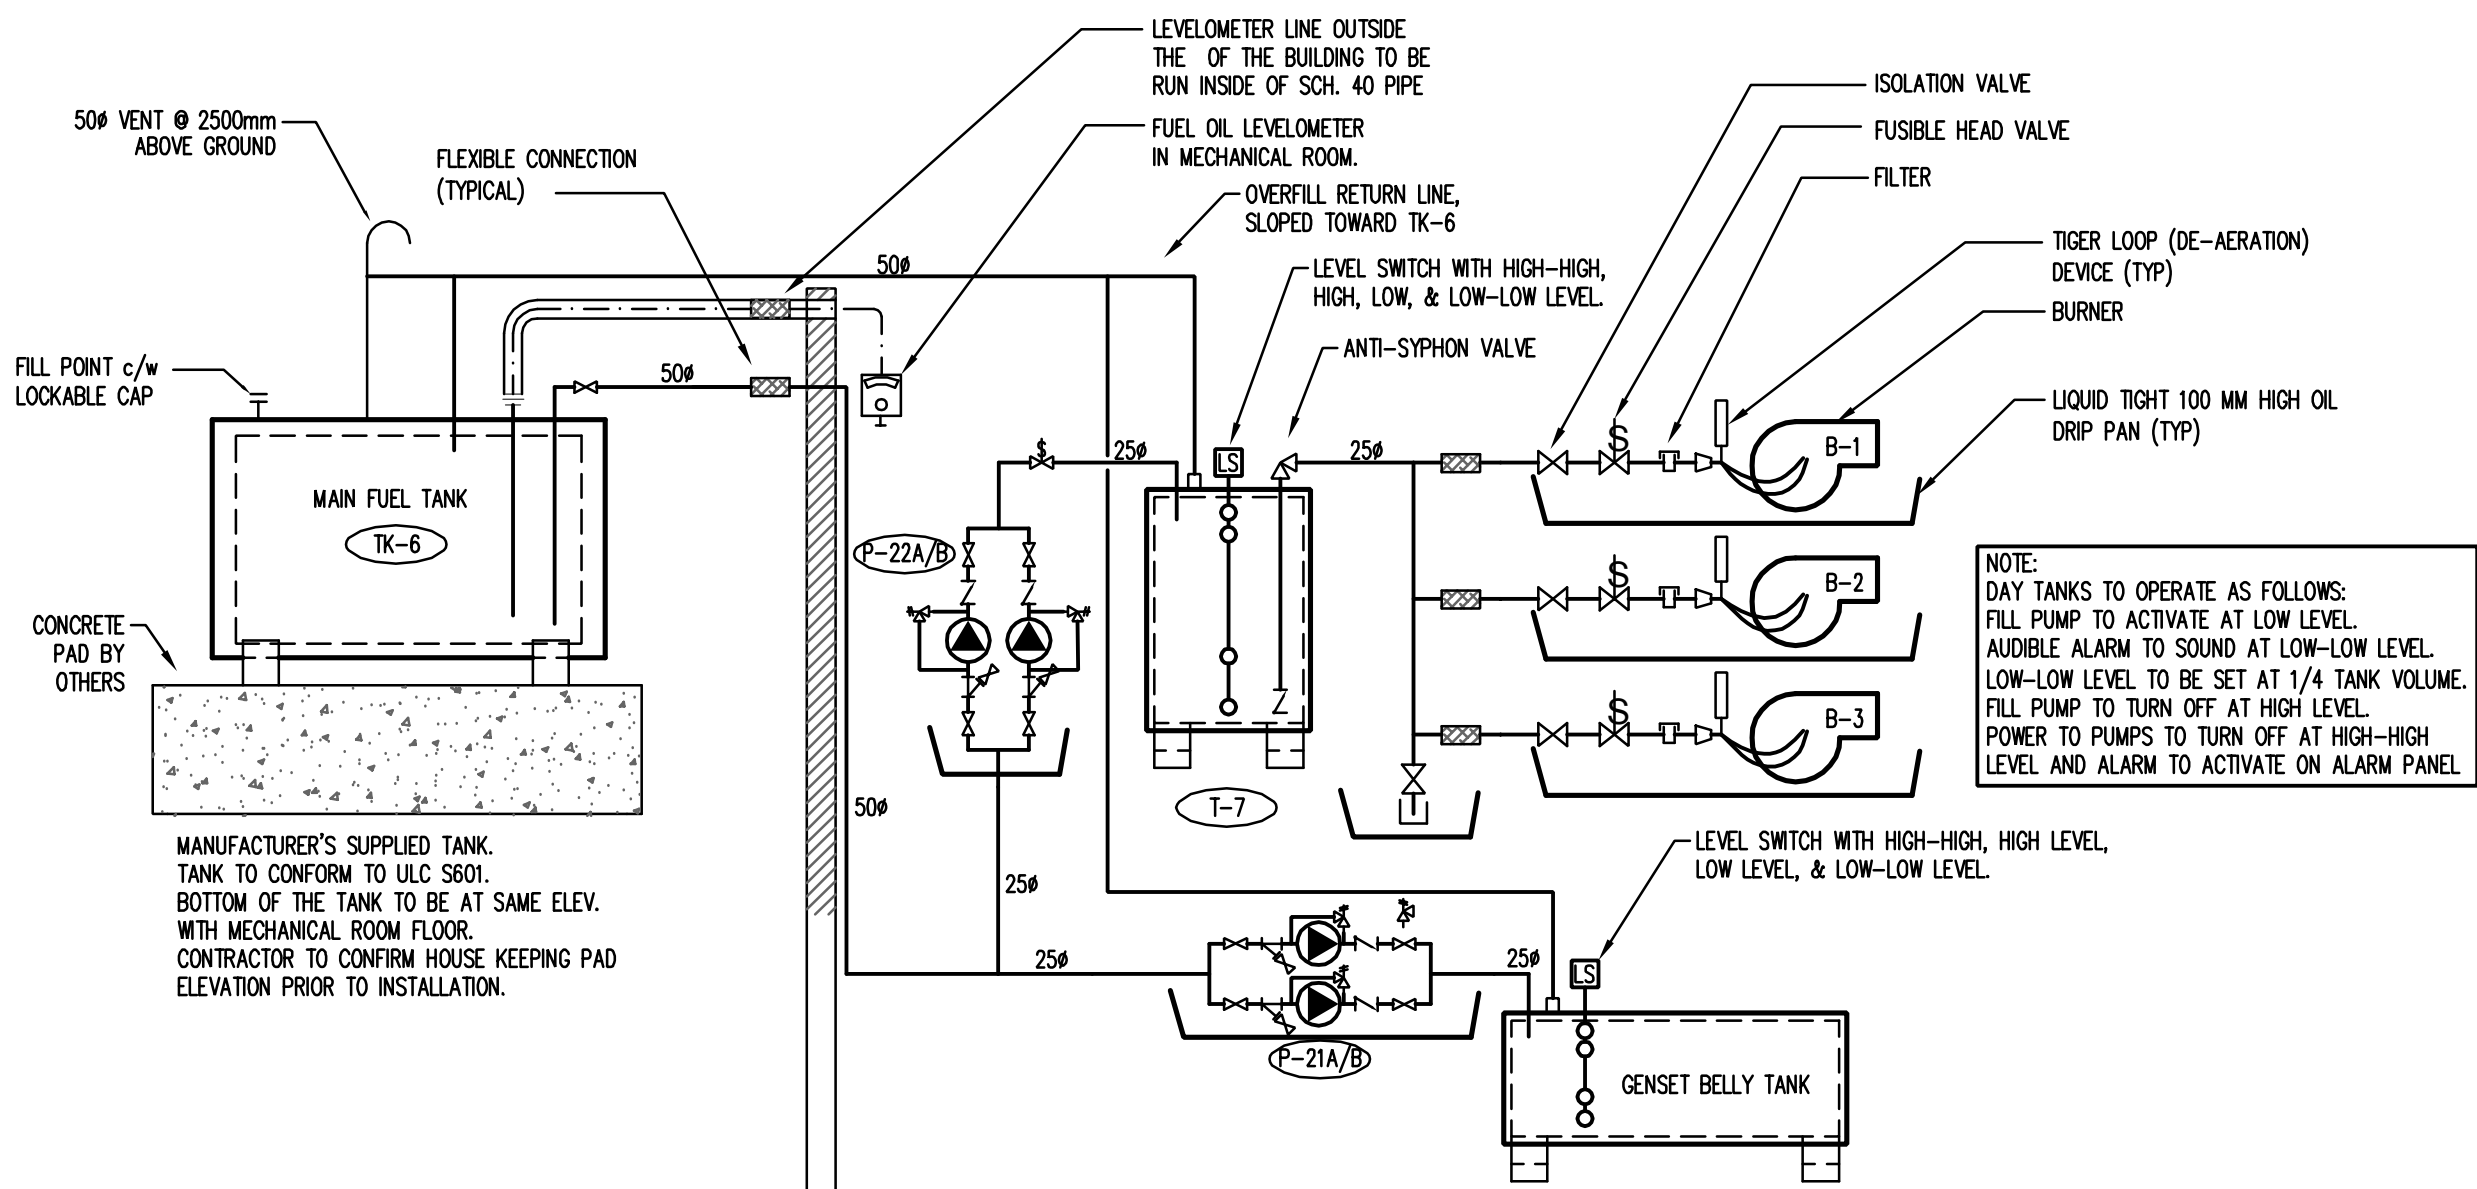 LEVELOMETER LINE OUTSIDE
THE OF THE BUILDING TO BE
RUN INSIDE OF SCH. 40 PIPE
50ø VENT @ 2500mm
ABOVE GROUND
FLEXIBLE CONNECTION
(TYPICAL)
FUEL OIL LEVELOMETER
IN MECHANICAL ROOM.
OVERFILL RETURN LINE,
SLOPED TOWARD TK-6
LEVEL SWITCH WITH HIGH-HIGH,
HIGH, LOW, & LOW-LOW LEVEL.
ANTI-SYPHON VALVE
ISOLATION VALVE
FUSIBLE HEAD VALVE
FILTER
TIGER LOOP (DE-AERATION)
DEVICE (TYP)
BURNER
LIQUID TIGHT 100 MM HIGH OIL
DRIP PAN (TYP)
FILL POINT c/w
LOCKABLE CAP
50ø
50ø
25ø
LS
25ø
S
B-1
MAIN FUEL TANK
TK-6
P-22A/B
S
B-2
S
B-3
CONCRETE
PAD BY
OTHERS
NOTE:
DAY TANKS TO OPERATE AS FOLLOWS:
FILL PUMP TO ACTIVATE AT LOW LEVEL.
AUDIBLE ALARM TO SOUND AT LOW-LOW LEVEL.
LOW-LOW LEVEL TO BE SET AT 1/4 TANK VOLUME.
FILL PUMP TO TURN OFF AT HIGH LEVEL.
POWER TO PUMPS TO TURN OFF AT HIGH-HIGH
LEVEL AND ALARM TO ACTIVATE ON ALARM PANEL
T-7
50ø
MANUFACTURER'S SUPPLIED TANK.
TANK TO CONFORM TO ULC S601.
BOTTOM OF THE TANK TO BE AT SAME ELEV.
WITH MECHANICAL ROOM FLOOR.
CONTRACTOR TO CONFIRM HOUSE KEEPING PAD
ELEVATION PRIOR TO INSTALLATION.
LEVEL SWITCH WITH HIGH-HIGH, HIGH LEVEL,
LOW LEVEL, & LOW-LOW LEVEL.
25ø
25ø
25ø
LS
P-21A/B
GENSET BELLY TANK
S